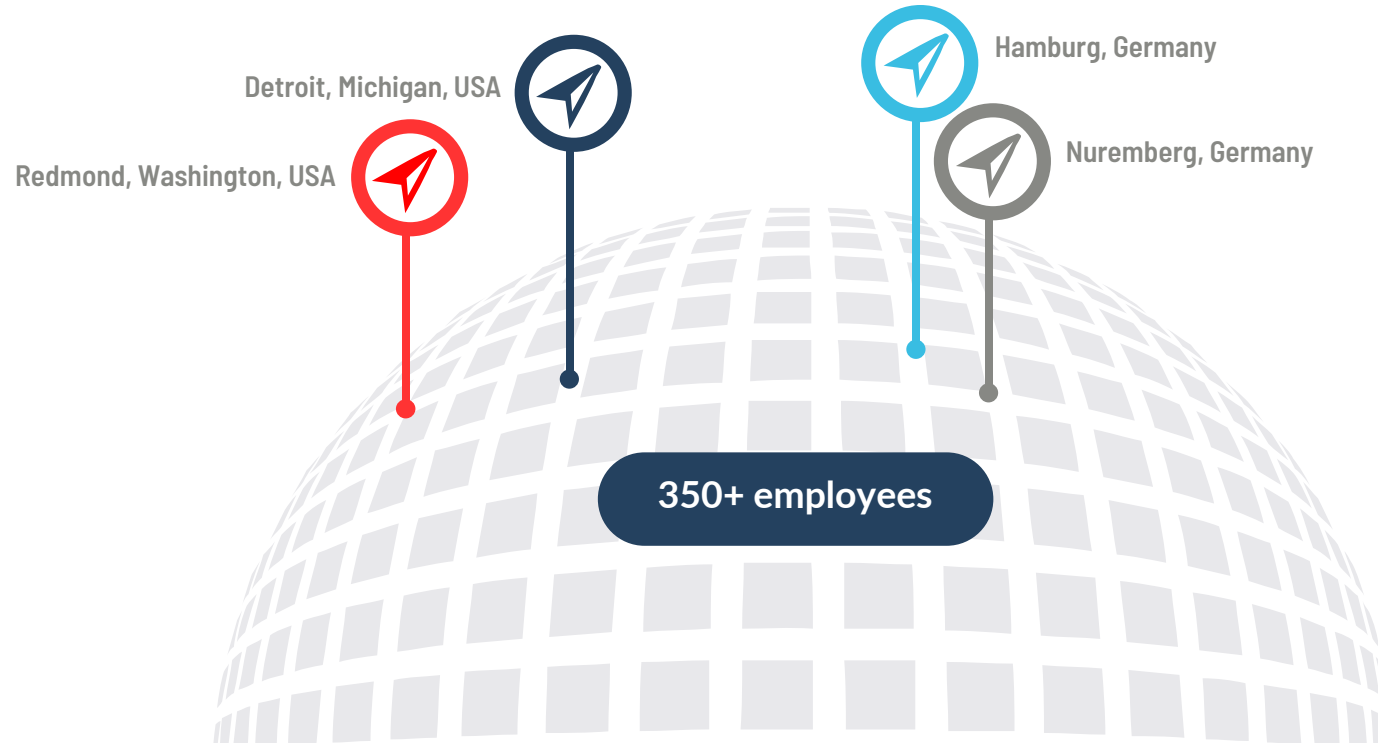 Hamburg, Germany
Detroit, Michigan, USA
Nuremberg, Germany
Redmond, Washington, USA
350+ employees